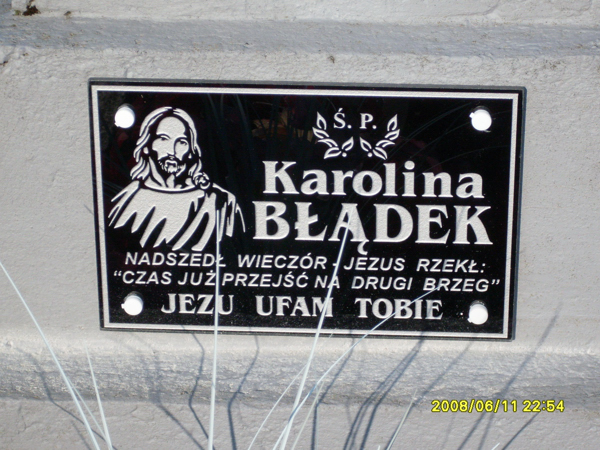 Ś. P.
Karolina
BŁĄDEK
NADSZEDŁ WIECZÓR - JEZUS RZEKŁ:
"CZAS JUŻ PRZEJŚĆ NA DRUGI BRZEG"
JEZU UFAM TOBIE
2008/06/11 22:54